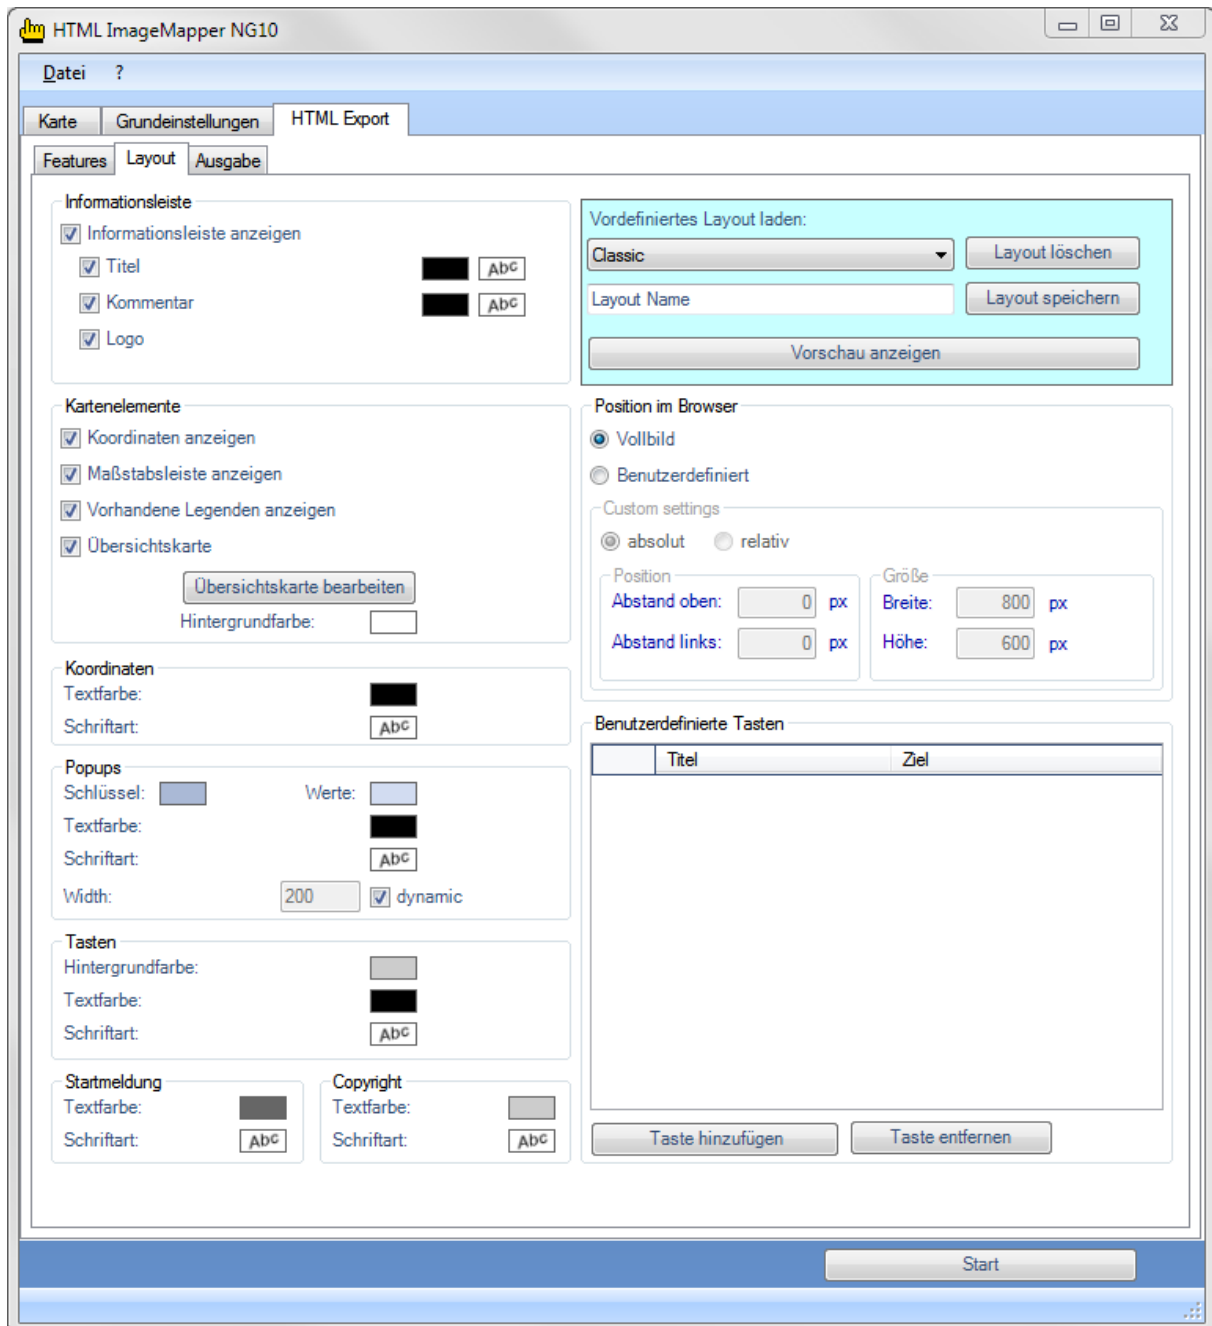 HTML ImageMapper NG10
Datei ?
Karte Grundeinstellungen HTML Export
Features Layout Ausgabe
Informationsleiste
Informationsleiste anzeigen
Titel Abc
Kommentar Abc
Logo
Vordefiniertes Layout laden:
Classic Layout löschen
Layout Name Layout speichern
Vorschau anzeigen
Kartenelemente
Koordinaten anzeigen
Maßstabsleiste anzeigen
Vorhandene Legenden anzeigen
Übersichtskarte
Übersichtskarte bearbeiten
Hintergrundfarbe:
Position im Browser
Vollbild
Benutzerdefiniert
Custom settings
absolut relativ
Position
Abstand oben: 0 px
Abstand links: 0 px
Größe
Breite: 800 px
Höhe: 600 px
Koordinaten
Textfarbe:
Schriftart: Abc
Popups
Schlüssel: Werte:
Textfarbe:
Schriftart: Abc
Width: 200 dynamic
Tasten
Hintergrundfarbe:
Textfarbe:
Schriftart: Abc
Startmeldung
Textfarbe:
Schriftart: Abc
Copyright
Textfarbe:
Schriftart: Abc
Benutzerdefinierte Tasten
Titel Ziel
Taste hinzufügen Taste entfernen
Start